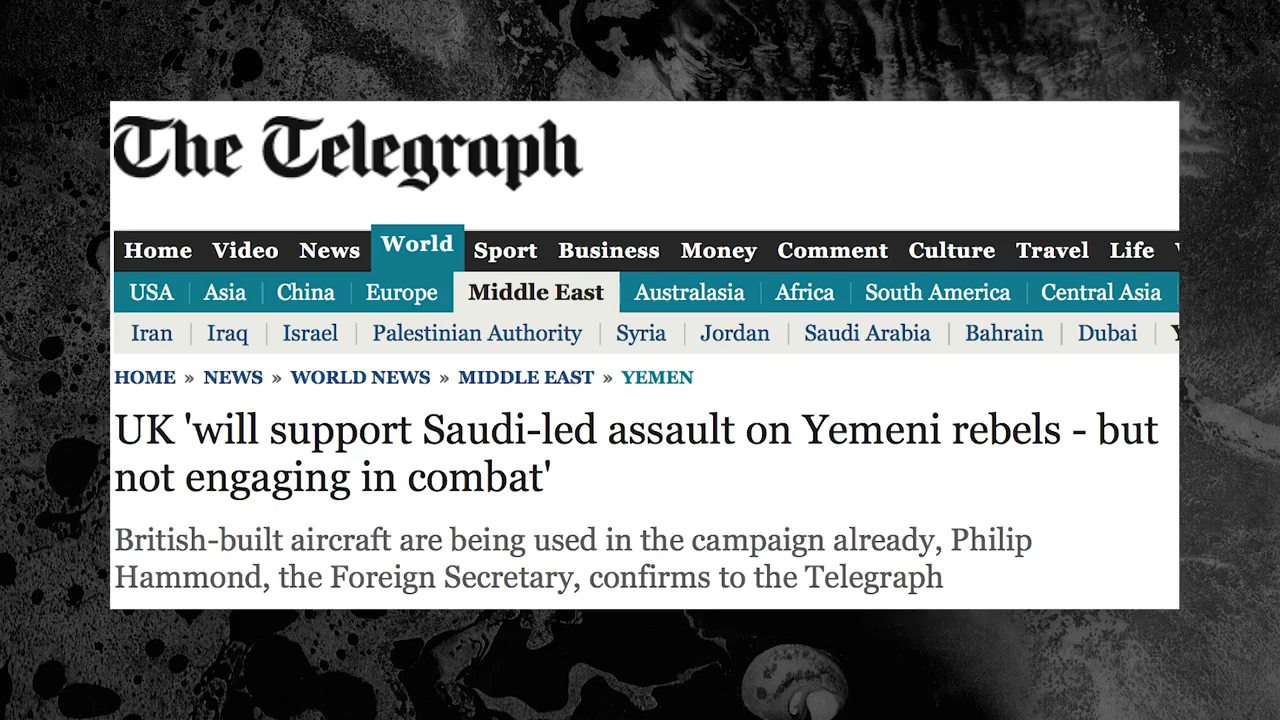 The Telegraph
Home Video News World Sport Business Money Comment Culture Travel Life
USA Asia China Europe Middle East Australasia Africa South America Central Asia
Iran Iraq Israel Palestinian Authority Syria Jordan Saudi Arabia Bahrain Dubai
HOME » NEWS » WORLD NEWS » MIDDLE EAST » YEMEN
UK 'will support Saudi-led assault on Yemeni rebels - but
not engaging in combat'
British-built aircraft are being used in the campaign already, Philip
Hammond, the Foreign Secretary, confirms to the Telegraph